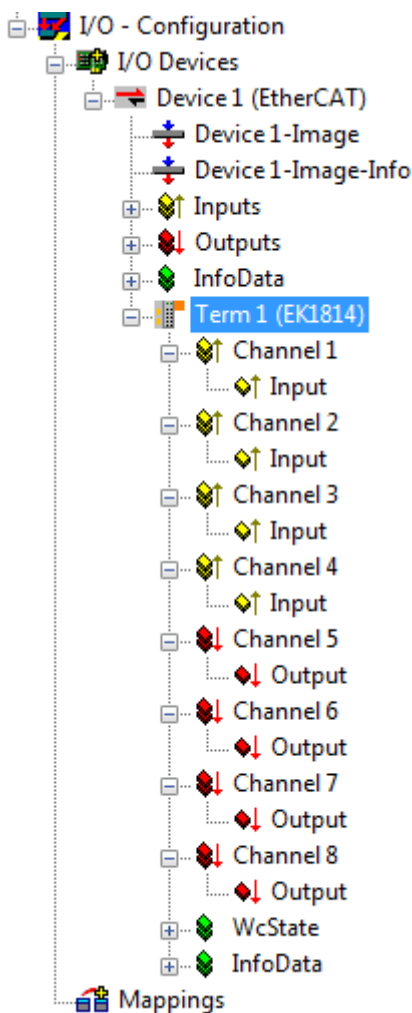 I/O - Configuration
I/O Devices
Device 1 (EtherCAT)
Device 1-Image
Device 1-Image-Info
Inputs
Outputs
InfoData
Term 1 (EK1814)
Channel 1
Input
Channel 2
Input
Channel 3
Input
Channel 4
Input
Channel 5
Output
Channel 6
Output
Channel 7
Output
Channel 8
Output
WcState
InfoData
Mappings